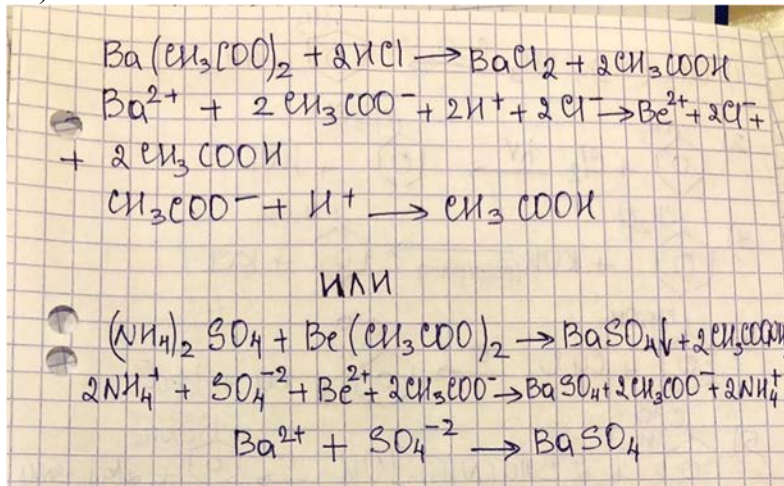 Ba(CH₃COO)₂ + 2HCl → BaCl₂ + 2CH₃COOH
Ba²⁺ + 2CH₃COO⁻ + 2H⁺ + 2Cl⁻ → Be²⁺ + 2Cl⁻ +
+ 2CH₃COOH
CH₃COO⁻ + H⁺ → CH₃COOH
ИЛИ
(NH₄)₂SO₄ + Be(CH₃COO)₂ → BaSO₄↓ + 2CH₃COONH
2NH₄⁺ + SO₄⁻² + Be²⁺ + 2CH₃COO⁻ → BaSO₄ + 2CH₃COO⁻ + 2NH₄⁺
Ba²⁺ + SO₄⁻² → BaSO₄